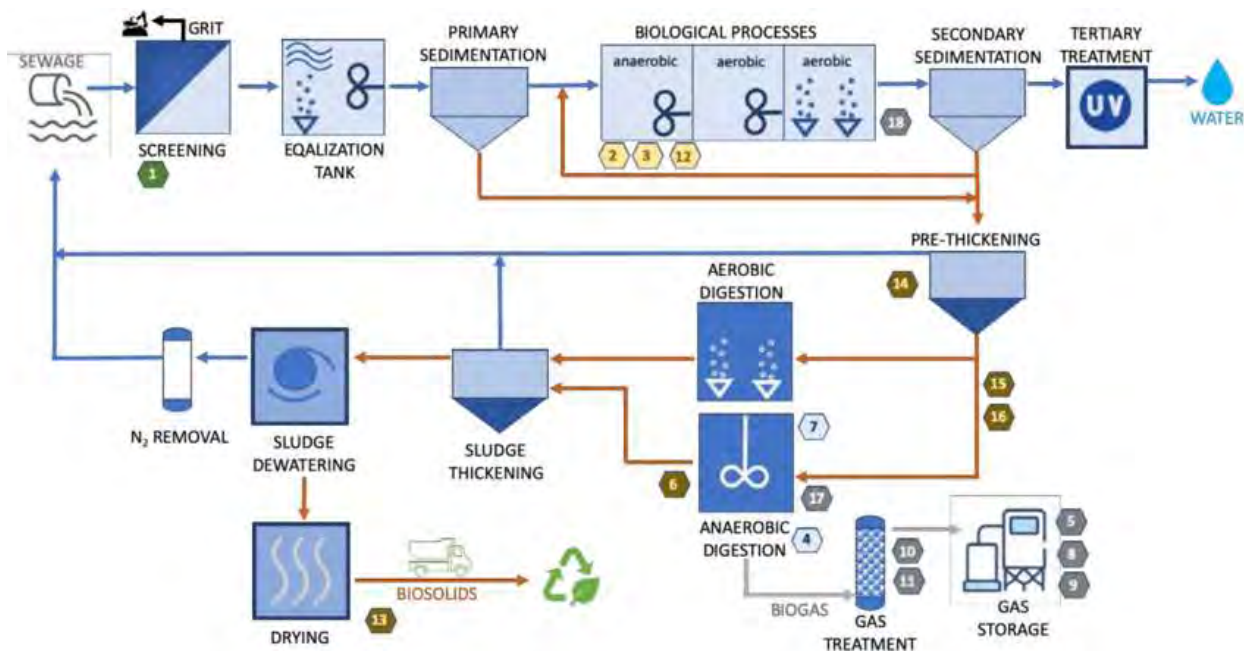 GRIT
SEWAGE
SCREENING
1
EQALIZATION
TANK
PRIMARY
SEDIMENTATION
BIOLOGICAL PROCESSES
anaerobic
aerobic
aerobic
2
3
12
18
SECONDARY
SEDIMENTATION
TERTIARY
TREATMENT
UV
WATER
PRE-THICKENING
14
AEROBIC
DIGESTION
15
16
7
6
17
ANAEROBIC
DIGESTION
4
N₂ REMOVAL
SLUDGE
DEWATERING
SLUDGE
THICKENING
DRYING
13
BIOSOLIDS
BIOGAS
GAS
TREATMENT
10
11
5
8
9
GAS
STORAGE